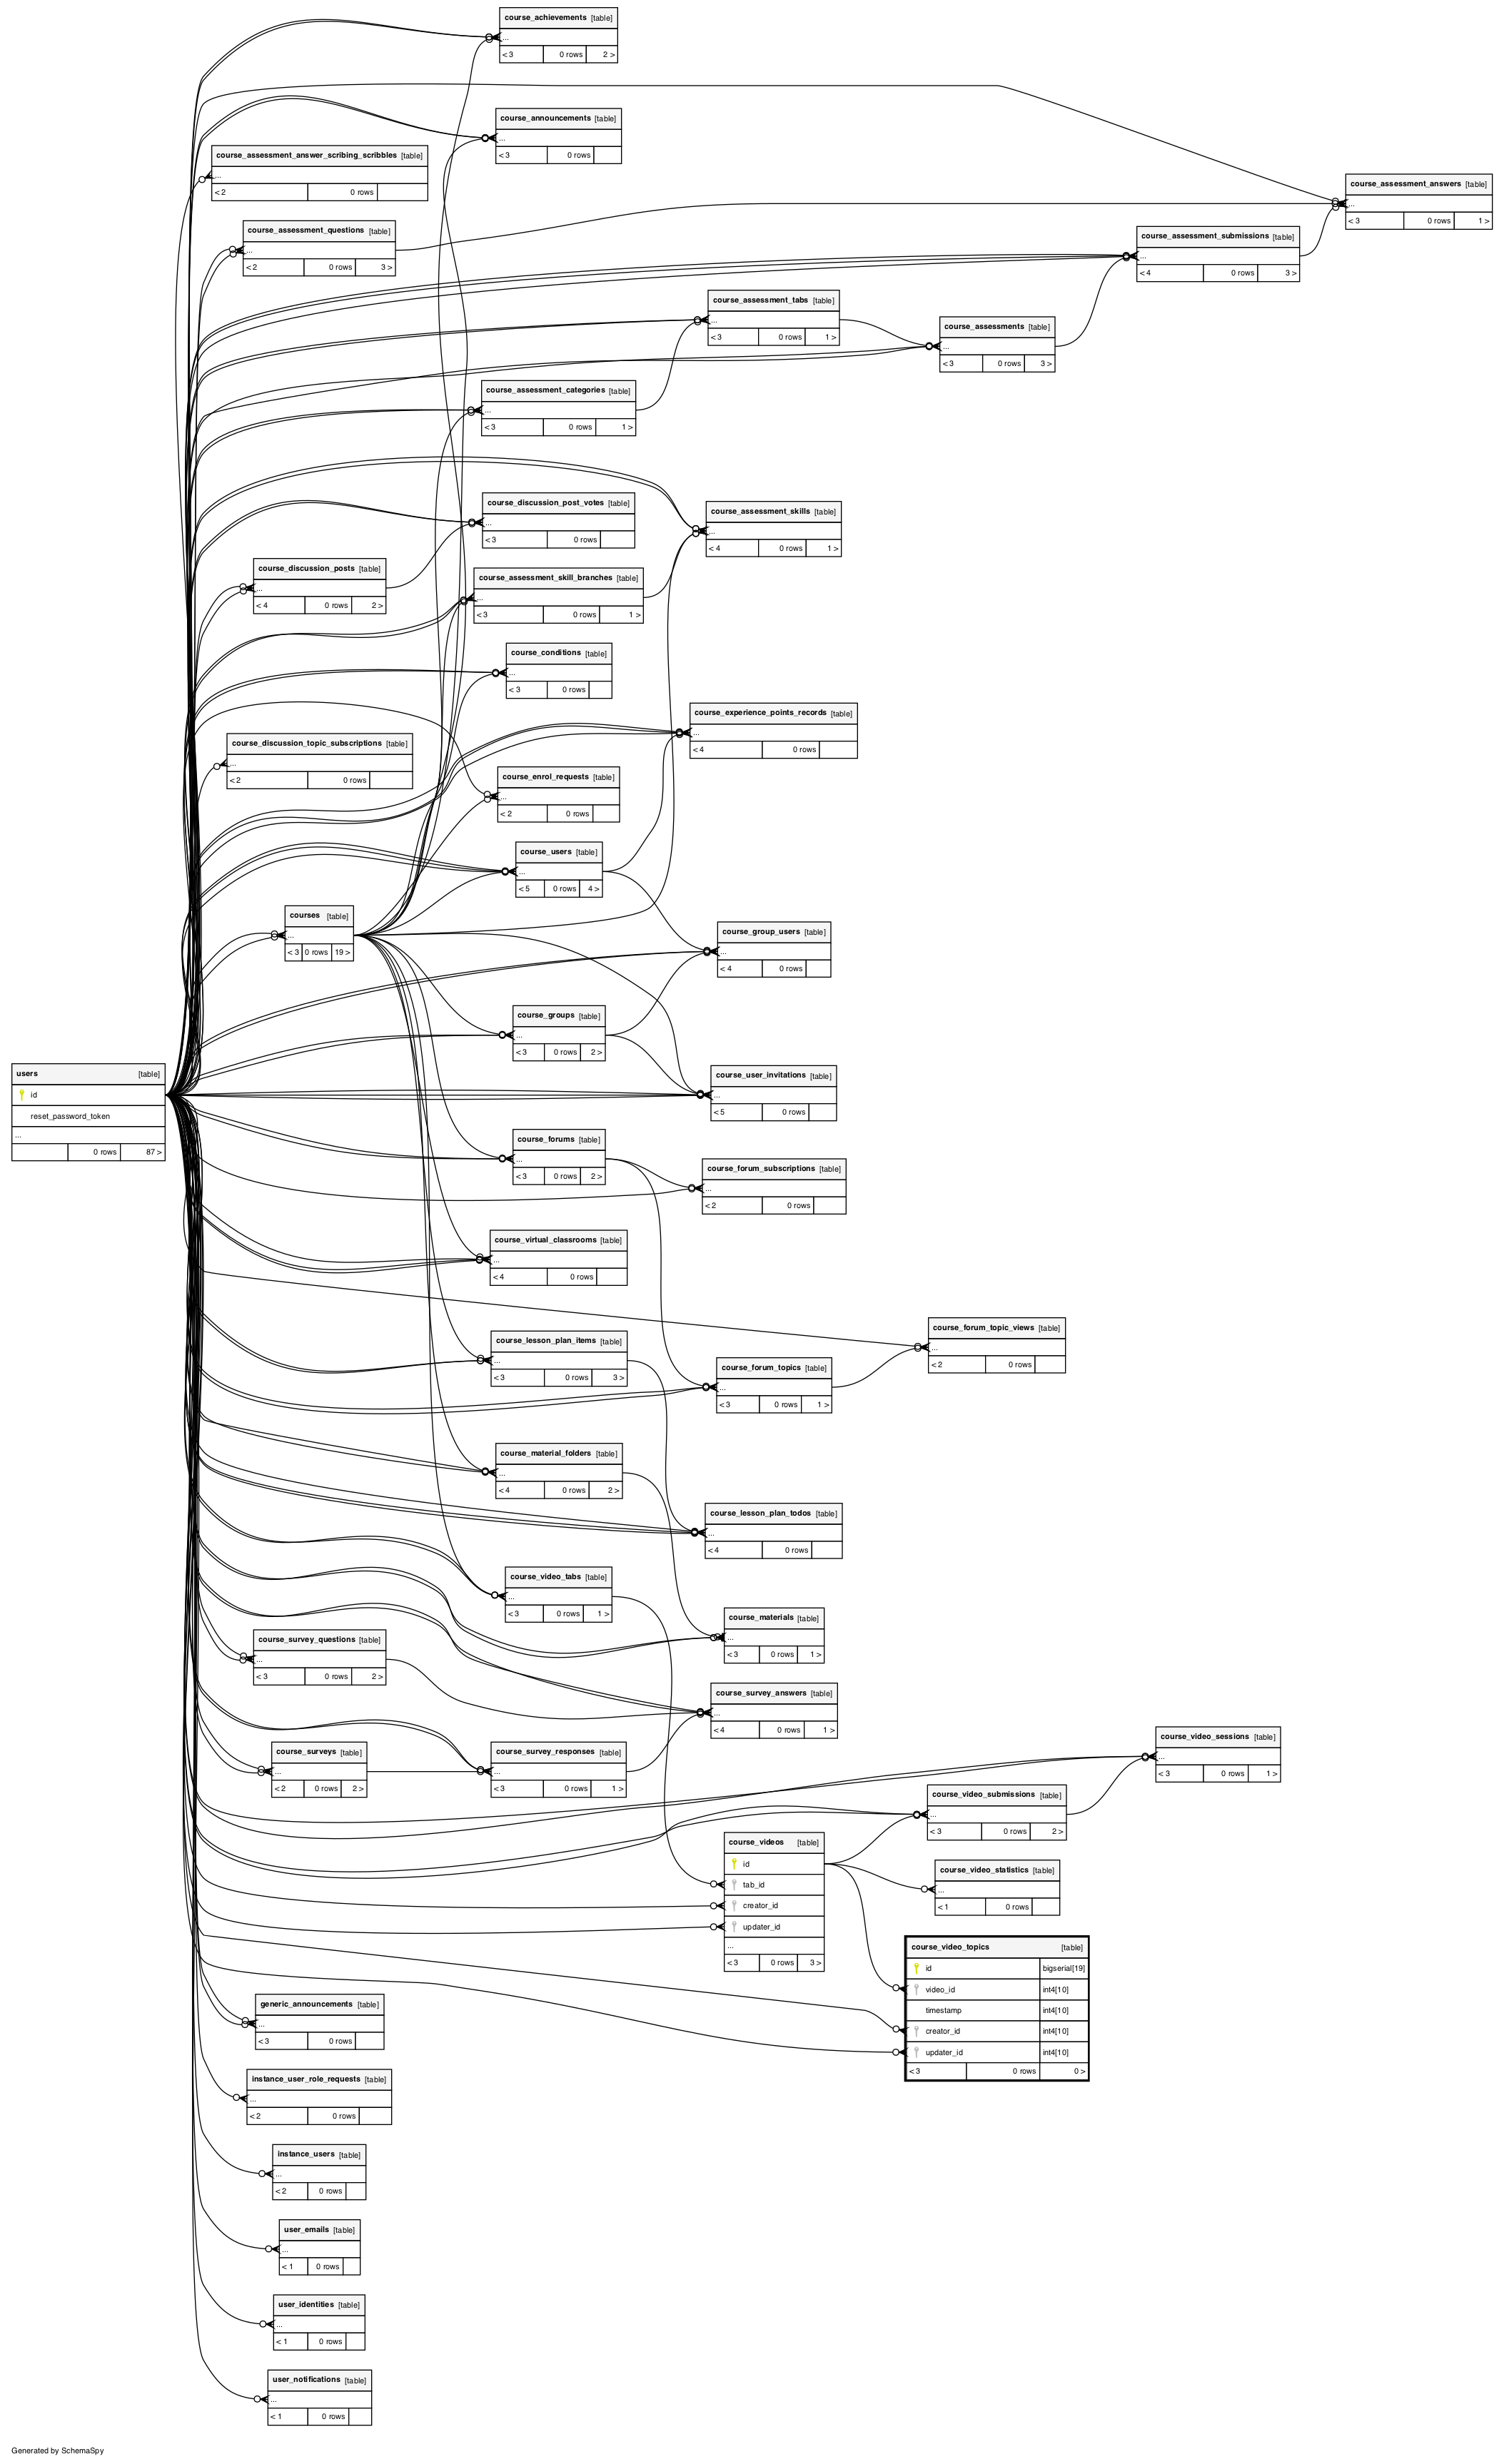 course_achievements [table]
...
< 3 0 rows 2 >
course_announcements [table]
...
< 3 0 rows
course_assessment_answer_scribing_scribbles [table]
...
< 2 0 rows
course_assessment_answers [table]
...
< 3 0 rows 1 >
course_assessment_questions [table]
...
< 2 0 rows 3 >
course_assessment_submissions [table]
...
< 4 0 rows 3 >
course_assessment_tabs [table]
...
< 3 0 rows 1 >
course_assessments [table]
...
< 3 0 rows 3 >
course_assessment_categories [table]
...
< 3 0 rows 1 >
course_discussion_post_votes [table]
...
< 3 0 rows
course_assessment_skills [table]
...
< 4 0 rows 1 >
course_discussion_posts [table]
...
< 4 0 rows 2 >
course_assessment_skill_branches [table]
...
< 3 0 rows 1 >
course_conditions [table]
...
< 3 0 rows
course_experience_points_records [table]
...
< 4 0 rows
course_discussion_topic_subscriptions [table]
...
< 2 0 rows
course_enrol_requests [table]
...
< 2 0 rows
course_users [table]
...
< 5 0 rows 4 >
courses [table]
...
< 3 0 rows 19 >
course_group_users [table]
...
< 4 0 rows
course_groups [table]
...
< 3 0 rows 2 >
users [table]
id
reset_password_token
...
0 rows 87 >
course_user_invitations [table]
...
< 5 0 rows
course_forums [table]
...
< 3 0 rows 2 >
course_forum_subscriptions [table]
...
< 2 0 rows
course_virtual_classrooms [table]
...
< 4 0 rows
course_forum_topic_views [table]
...
< 2 0 rows
course_lesson_plan_items [table]
...
< 3 0 rows 3 >
course_forum_topics [table]
...
< 3 0 rows 1 >
course_material_folders [table]
...
< 4 0 rows 2 >
course_lesson_plan_todos [table]
...
< 4 0 rows
course_video_tabs [table]
...
< 3 0 rows 1 >
course_materials [table]
...
< 3 0 rows 1 >
course_survey_questions [table]
...
< 3 0 rows 2 >
course_survey_answers [table]
...
< 4 0 rows 1 >
course_video_sessions [table]
...
< 3 0 rows 1 >
course_surveys [table]
...
< 2 0 rows 2 >
course_survey_responses [table]
...
< 3 0 rows 1 >
course_video_submissions [table]
...
< 3 0 rows 2 >
course_videos [table]
id
tab_id
creator_id
updater_id
...
< 3 0 rows 3 >
course_video_statistics [table]
...
< 1 0 rows
course_video_topics [table]
id bigserial[19]
video_id int4[10]
timestamp int4[10]
creator_id int4[10]
updater_id int4[10]
< 3 0 rows 0 >
generic_announcements [table]
...
< 3 0 rows
instance_user_role_requests [table]
...
< 2 0 rows
instance_users [table]
...
< 2 0 rows
user_emails [table]
...
< 1 0 rows
user_identities [table]
...
< 1 0 rows
user_notifications [table]
...
< 1 0 rows
Generated by SchemaSpy